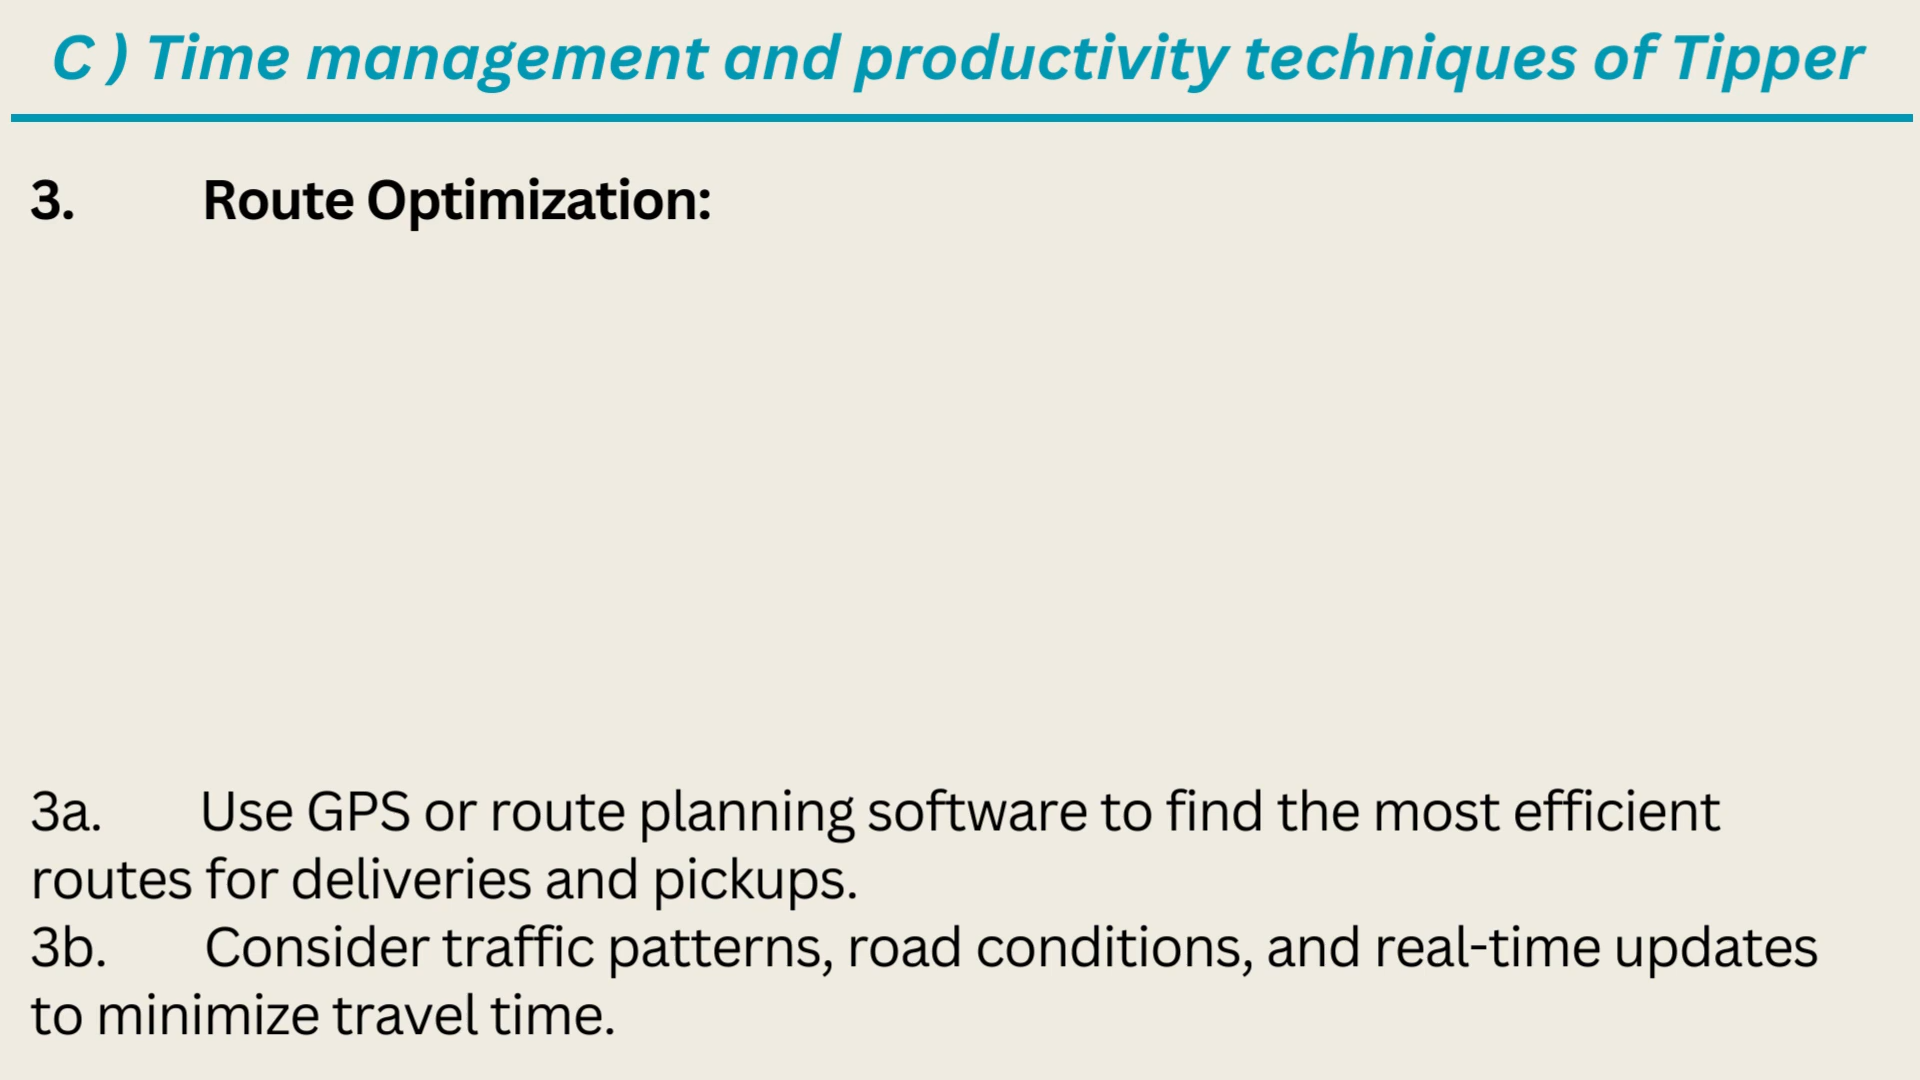 C ) Time management and productivity techniques of Tipper
3. Route Optimization:
3a. Use GPS or route planning software to find the most efficient
routes for deliveries and pickups.
3b. Consider traffic patterns, road conditions, and real-time updates
to minimize travel time.